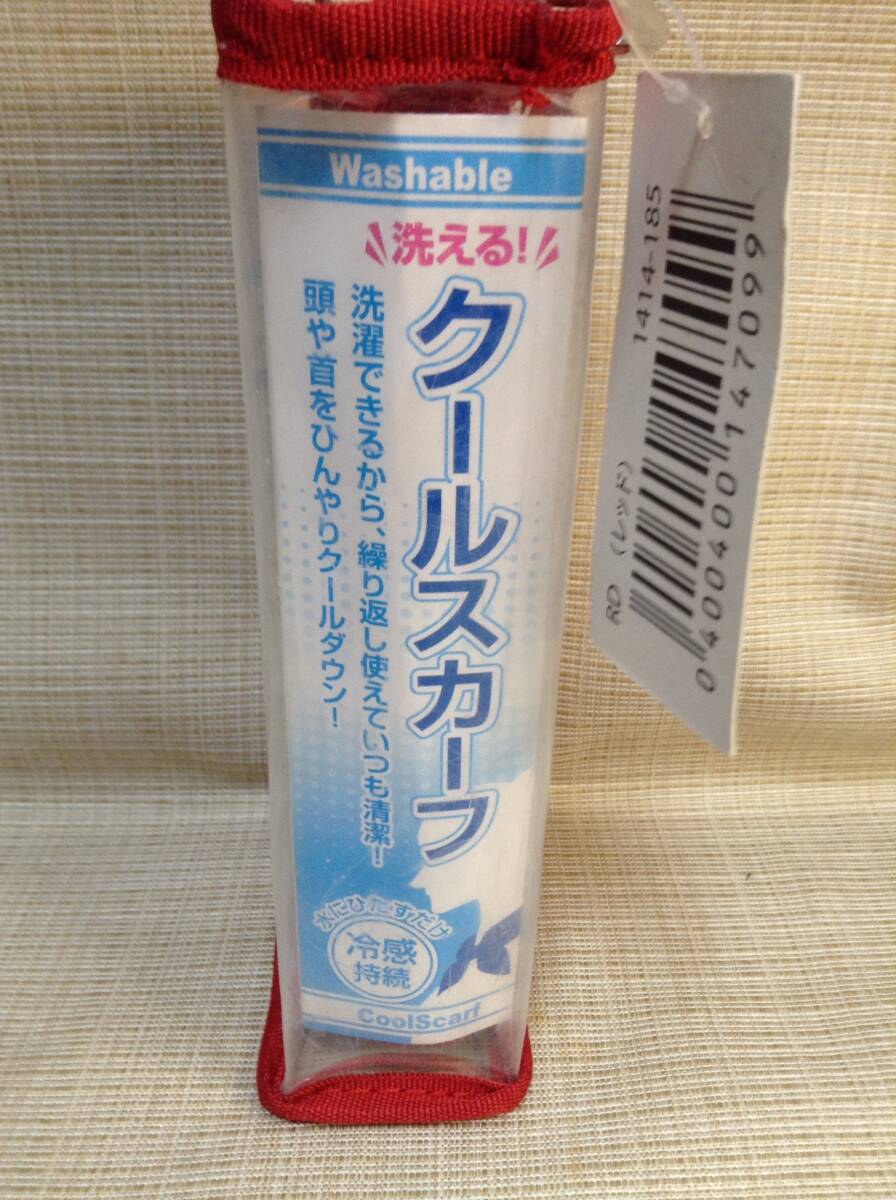 Washable
洗える!
クールスカーフ
洗濯できるから、繰り返し使えていつも清潔!
頭や首をひんやりクールダウン!
水にひたすだけ
冷感
持続
CoolScarf
1414-185
0400400147099
RD (レッド)